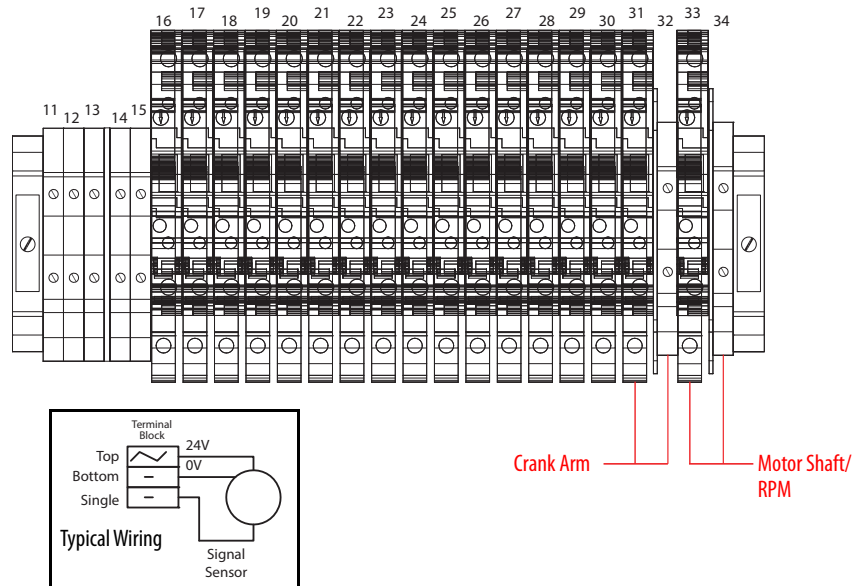 16 17 18 19 20 21 22 23 24 25 26 27 28 29 30 31 32 33 34
11 12 13 14 15
Crank Arm
Motor Shaft/
RPM
Terminal
Block
Top
24V
0V
Bottom
Single
Typical Wiring
Signal
Sensor